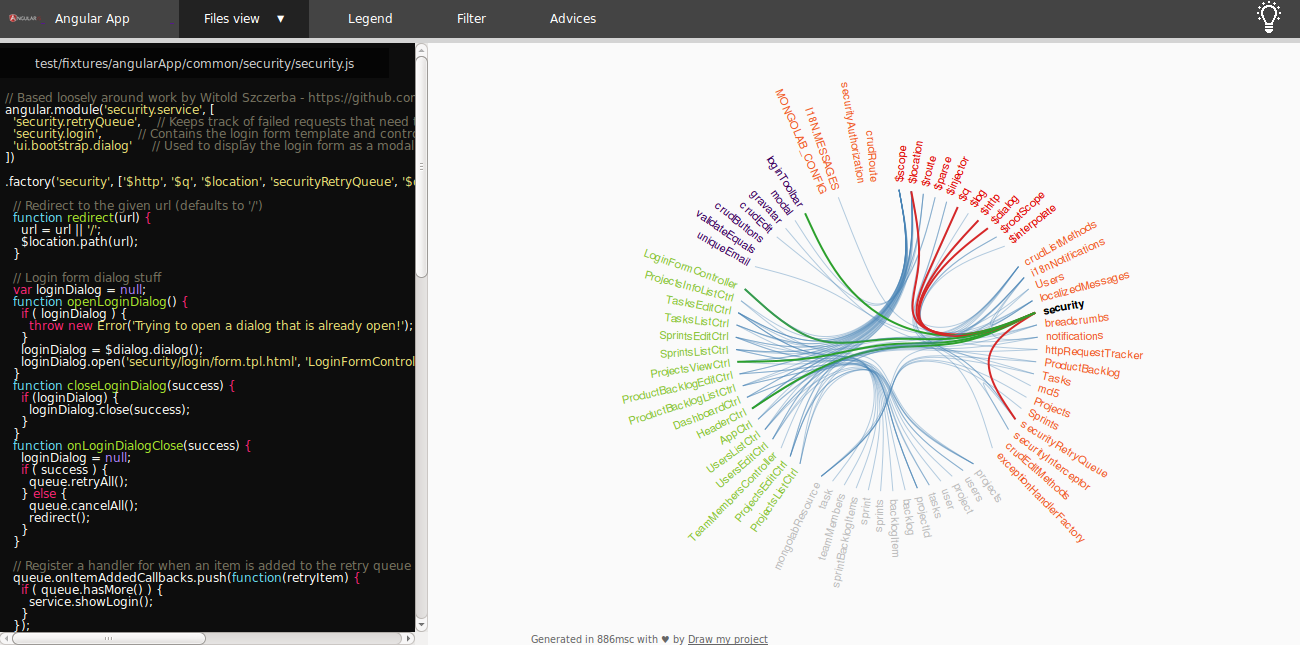 ANGULAR
Angular App
Files view ▼
Legend
Filter
Advices
test/fixtures/angularApp/common/security/security.js
// Based loosely around work by Witold Szczerba - https://github.cor
angular.module('security.service', [
'security.retryQueue', // Keeps track of failed requests that need t
'security.login', // Contains the login form template and contro
'ui.bootstrap.dialog' // Used to display the login form as a modal
])
.factory('security', ['$http', '$q', '$location', 'securityRetryQueue', '$
// Redirect to the given url (defaults to '/')
function redirect(url) {
url = url || '/';
$location.path(url);
}
// Login form dialog stuff
var loginDialog = null;
function openLoginDialog() {
if ( loginDialog ) {
throw new Error('Trying to open a dialog that is already open!');
}
loginDialog = $dialog.dialog();
loginDialog.open('security/login/form.tpl.html', 'LoginFormControl
}
function closeLoginDialog(success) {
if (loginDialog) {
loginDialog.close(success);
}
}
function onLoginDialogClose(success) {
loginDialog = null;
if ( success ) {
queue.retryAll();
} else {
queue.cancelAll();
redirect();
}
}
// Register a handler for when an item is added to the retry queue
queue.onItemAddedCallbacks.push(function(retryItem) {
if ( queue.hasMore() ) {
service.showLogin();
}
});
MONGOLAB_CONFIG
I18N.MESSAGES
securityAuthorization
crudRoute
$scope
$location
$route
$parse
$injector
$q
$log
$http
$dialog
$rootScope
$interpolate
crudListMethods
i18nNotifications
Users
localizedMessages
security
breadcrumbs
notifications
httpRequestTracker
ProductBacklog
Tasks
md5
Projects
Sprints
securityRetryQueue
securityInterceptor
crudEditMethods
exceptionHandlerFactory
projects
users
project
user
tasks
projectId
backlog
backlogItem
sprints
sprint
sprintBacklogItems
teamMembers
task
mongolabResource
ProjectsListCtrl
ProjectsEditCtrl
TeamMembersController
UsersEditCtrl
UsersListCtrl
AppCtrl
HeaderCtrl
DashboardCtrl
ProductBacklogListCtrl
ProductBacklogEditCtrl
ProjectsViewCtrl
SprintsListCtrl
SprintsEditCtrl
TasksListCtrl
TasksEditCtrl
ProjectsInfoListCtrl
LoginFormController
uniqueEmail
validateEquals
crudButtons
crudEdit
gravatar
modal
loginToolbar
Generated in 886msc with ♥ by Draw my project